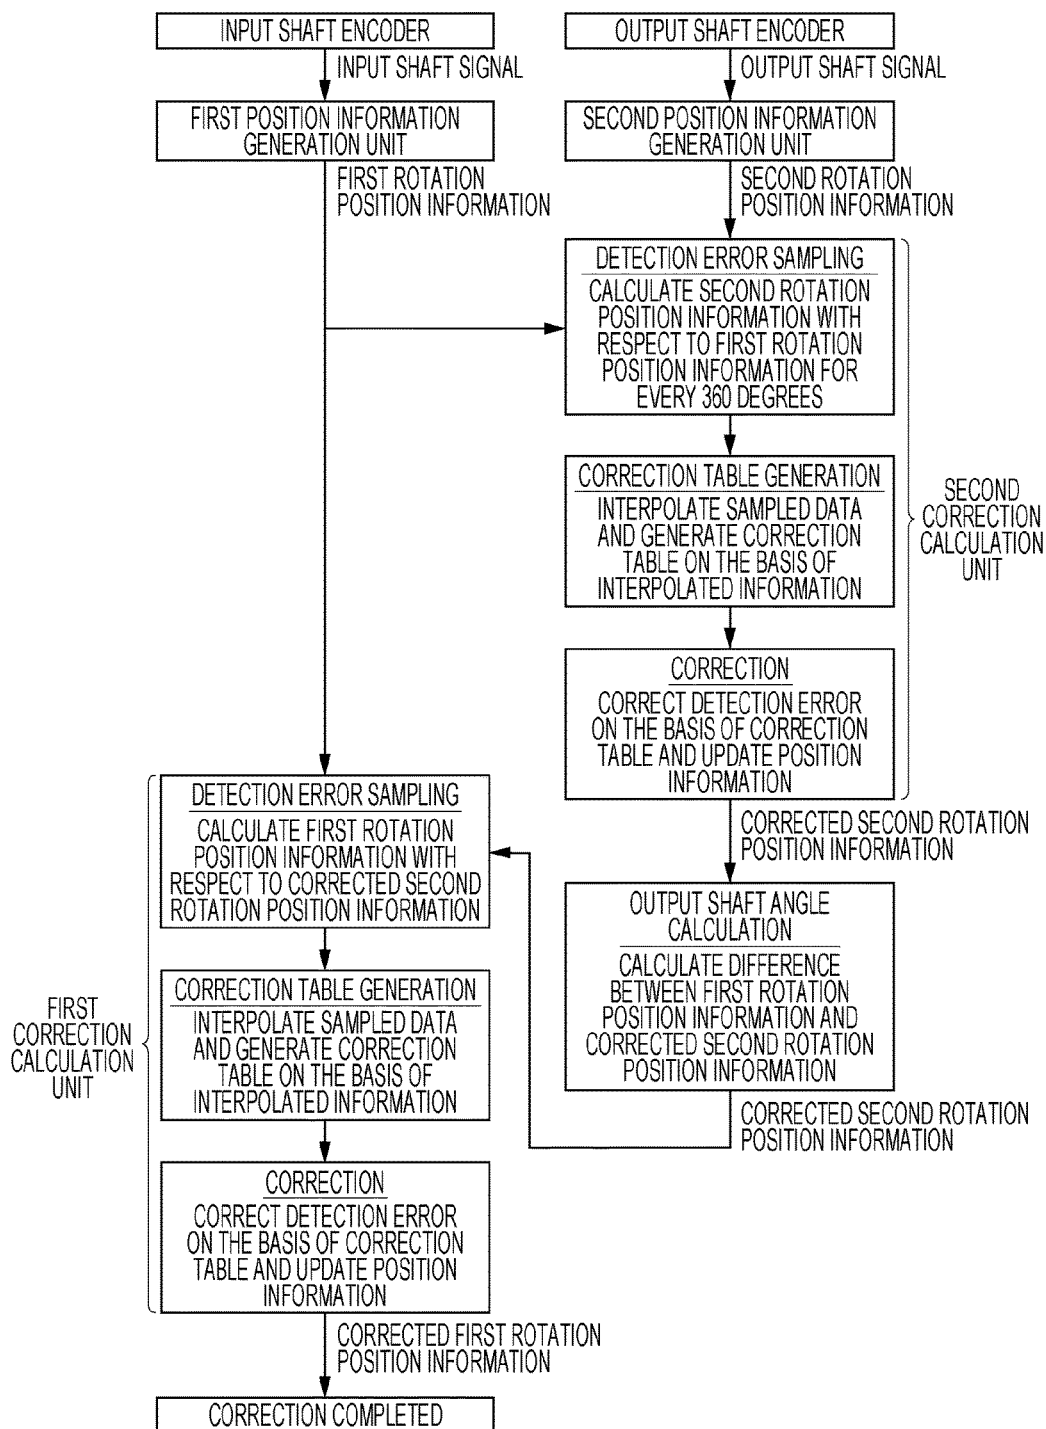 INPUT SHAFT ENCODER
INPUT SHAFT SIGNAL
FIRST POSITION INFORMATION
GENERATION UNIT
FIRST ROTATION
POSITION INFORMATION
OUTPUT SHAFT ENCODER
OUTPUT SHAFT SIGNAL
SECOND POSITION INFORMATION
GENERATION UNIT
SECOND ROTATION
POSITION INFORMATION
DETECTION ERROR SAMPLING
CALCULATE SECOND ROTATION
POSITION INFORMATION WITH
RESPECT TO FIRST ROTATION
POSITION INFORMATION FOR
EVERY 360 DEGREES
CORRECTION TABLE GENERATION
INTERPOLATE SAMPLED DATA
AND GENERATE CORRECTION
TABLE ON THE BASIS OF
INTERPOLATED INFORMATION
CORRECTION
CORRECT DETECTION ERROR
ON THE BASIS OF CORRECTION
TABLE AND UPDATE POSITION
INFORMATION
SECOND
CORRECTION
CALCULATION
UNIT
CORRECTED SECOND ROTATION
POSITION INFORMATION
OUTPUT SHAFT ANGLE
CALCULATION
CALCULATE DIFFERENCE
BETWEEN FIRST ROTATION
POSITION INFORMATION AND
CORRECTED SECOND ROTATION
POSITION INFORMATION
CORRECTED SECOND ROTATION
POSITION INFORMATION
DETECTION ERROR SAMPLING
CALCULATE FIRST ROTATION
POSITION INFORMATION WITH
RESPECT TO CORRECTED SECOND
ROTATION POSITION INFORMATION
CORRECTION TABLE GENERATION
INTERPOLATE SAMPLED DATA
AND GENERATE CORRECTION
TABLE ON THE BASIS OF
INTERPOLATED INFORMATION
CORRECTION
CORRECT DETECTION ERROR
ON THE BASIS OF CORRECTION
TABLE AND UPDATE POSITION
INFORMATION
FIRST
CORRECTION
CALCULATION
UNIT
CORRECTED FIRST ROTATION
POSITION INFORMATION
CORRECTION COMPLETED